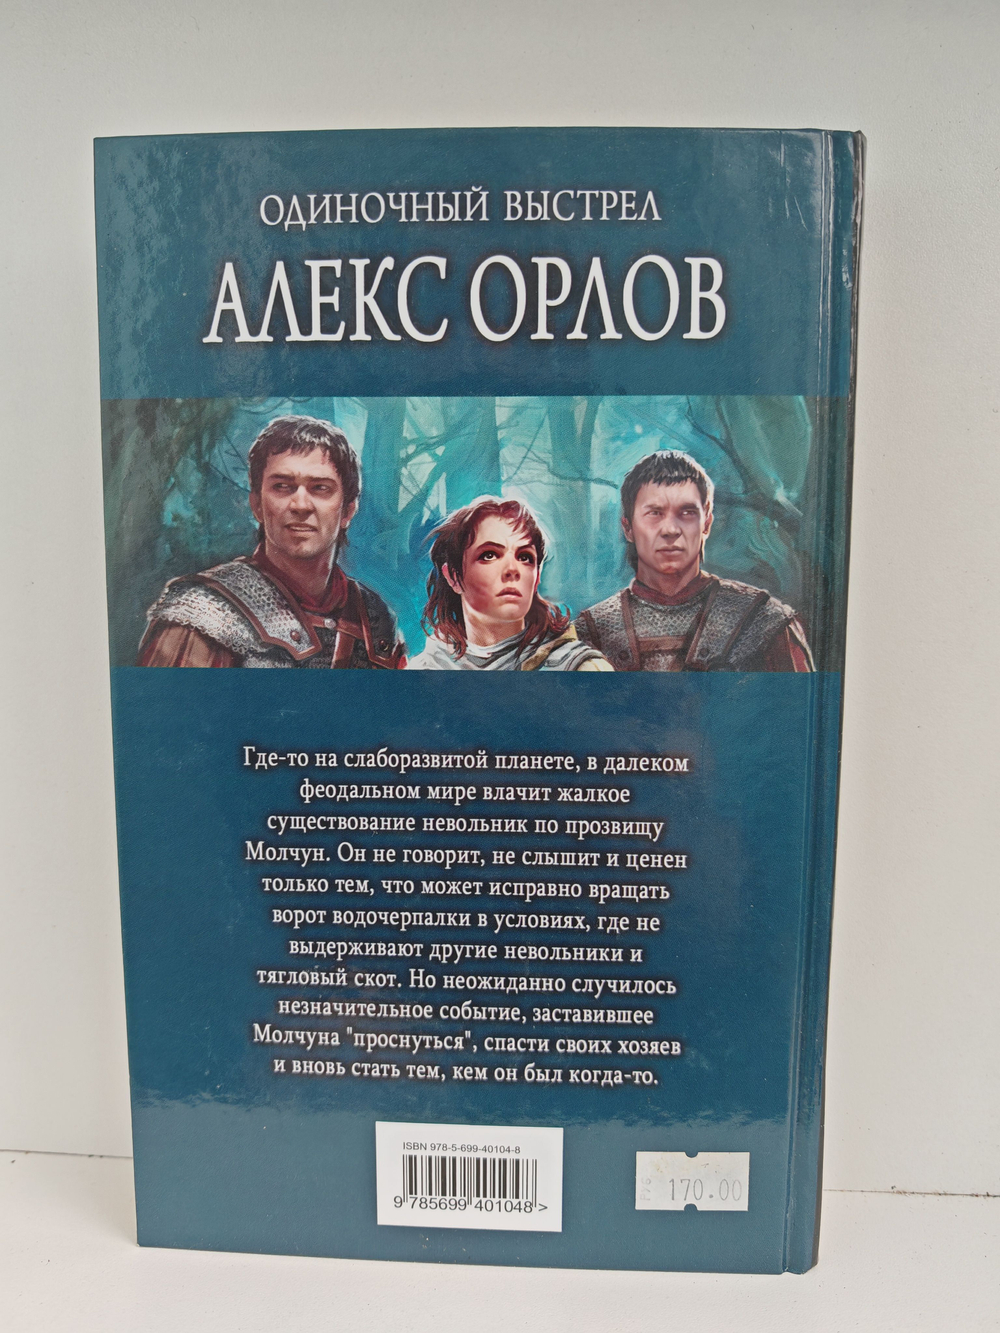 ОДИНОЧНЫЙ ВЫСТРЕЛ
АЛЕКС ОРЛОВ
Где-то на слаборазвитой планете, в далеком
феодальном мире влачит жалкое
существование невольник по прозвищу
Молчун. Он не говорит, не слышит и ценен
только тем, что может исправно вращать
ворот водочерпалки в условиях, где не
выдерживают другие невольники и
тягловый скот. Но неожиданно случилось
незначительное событие, заставившее
Молчуна "проснуться", спасти своих хозяев
и вновь стать тем, кем он был когда-то.
ISBN 978-5-699-40104-8
9 785699 401048 >
170.00